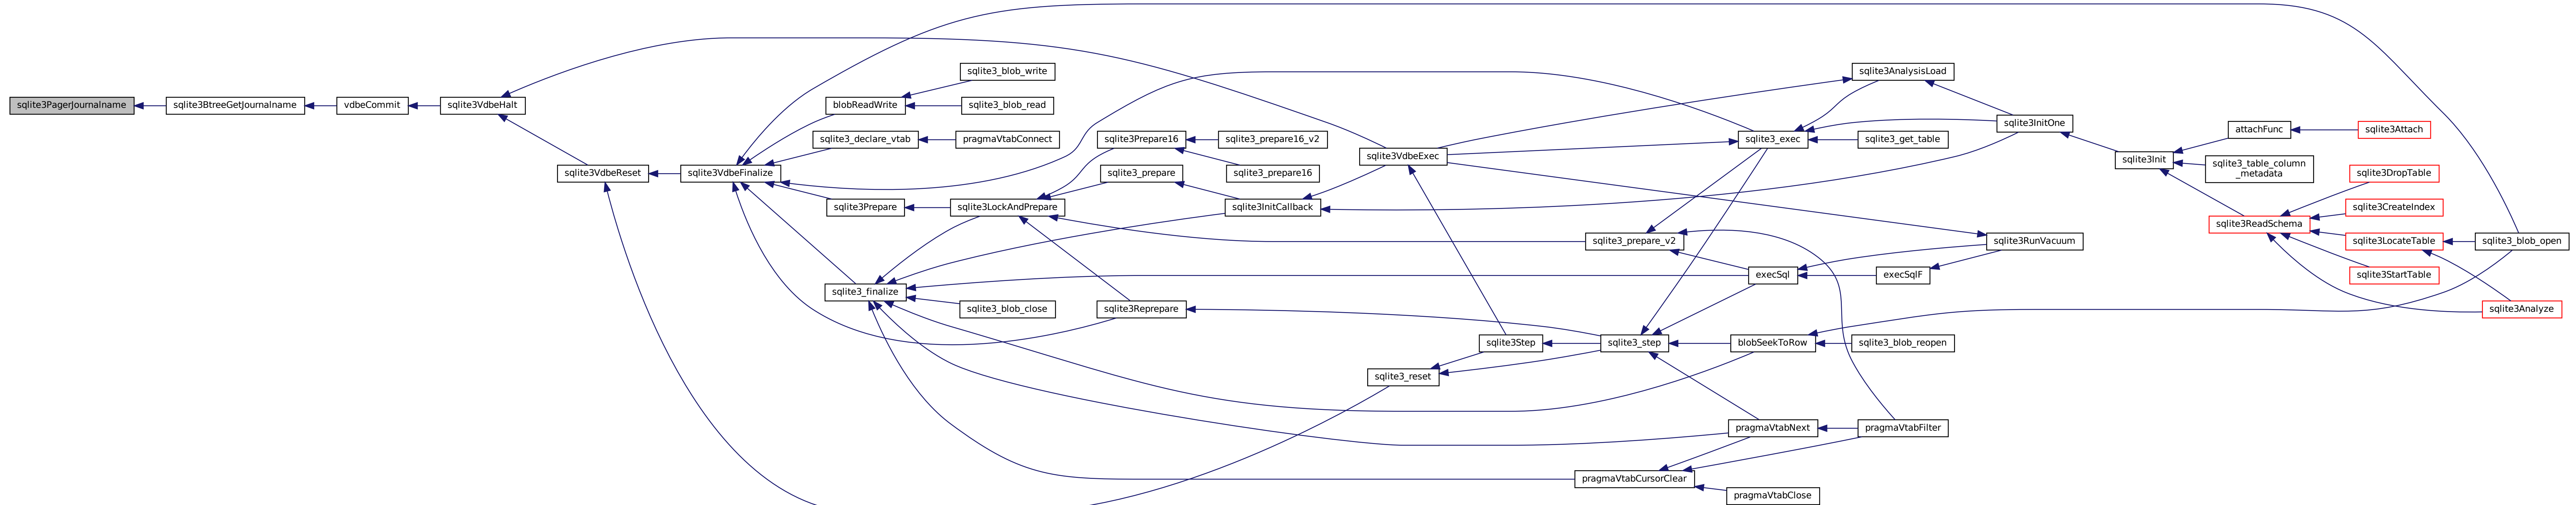 sqlite3PagerJournalname
sqlite3BtreeGetJournalname
vdbeCommit
sqlite3VdbeHalt
sqlite3VdbeReset
sqlite3VdbeFinalize
sqlite3_blob_write
blobReadWrite
sqlite3_blob_read
sqlite3_declare_vtab
pragmaVtabConnect
sqlite3Prepare
sqlite3LockAndPrepare
sqlite3_finalize
sqlite3_blob_close
sqlite3Prepare16
sqlite3_prepare16_v2
sqlite3_prepare16
sqlite3_prepare
sqlite3InitCallback
sqlite3Reprepare
sqlite3VdbeExec
sqlite3Step
sqlite3_reset
sqlite3_prepare_v2
sqlite3_step
pragmaVtabCursorClear
sqlite3_exec
execSql
blobSeekToRow
pragmaVtabNext
pragmaVtabClose
sqlite3AnalysisLoad
sqlite3_get_table
execSqlF
sqlite3_blob_reopen
pragmaVtabFilter
sqlite3InitOne
sqlite3RunVacuum
sqlite3Init
attachFunc
sqlite3Attach
sqlite3_table_column
_metadata
sqlite3ReadSchema
sqlite3DropTable
sqlite3CreateIndex
sqlite3LocateTable
sqlite3StartTable
sqlite3_blob_open
sqlite3Analyze